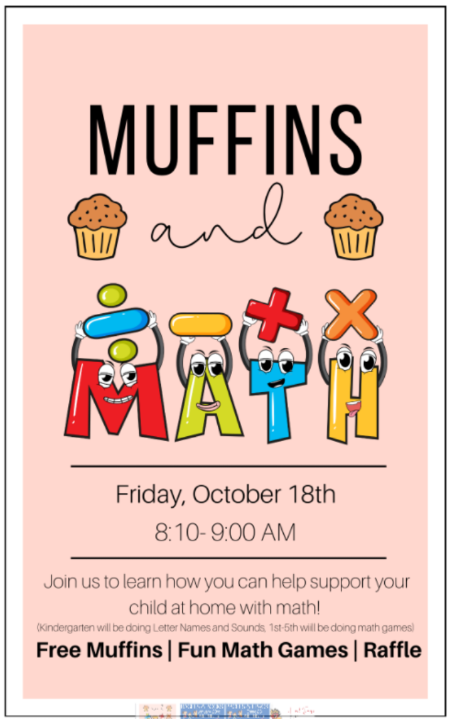 MUFFINS
and
MATH
Friday, October 18th
8:10- 9:00 AM
Join us to learn how you can help support your
child at home with math!
(Kindergarten will be doing Letter Names and Sounds, 1st-5th will be doing math games)
Free Muffins | Fun Math Games | Raffle